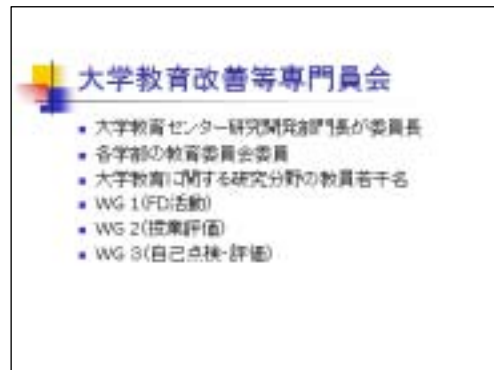 大学教育改善等専門員会
大学教育センター研究開発部門長が委員長
各学部の教育委員会委員
大学教育に関する研究分野の教員若干名
WG 1(FD活動)
WG 2(授業評価)
WG 3(自己点検・評価)